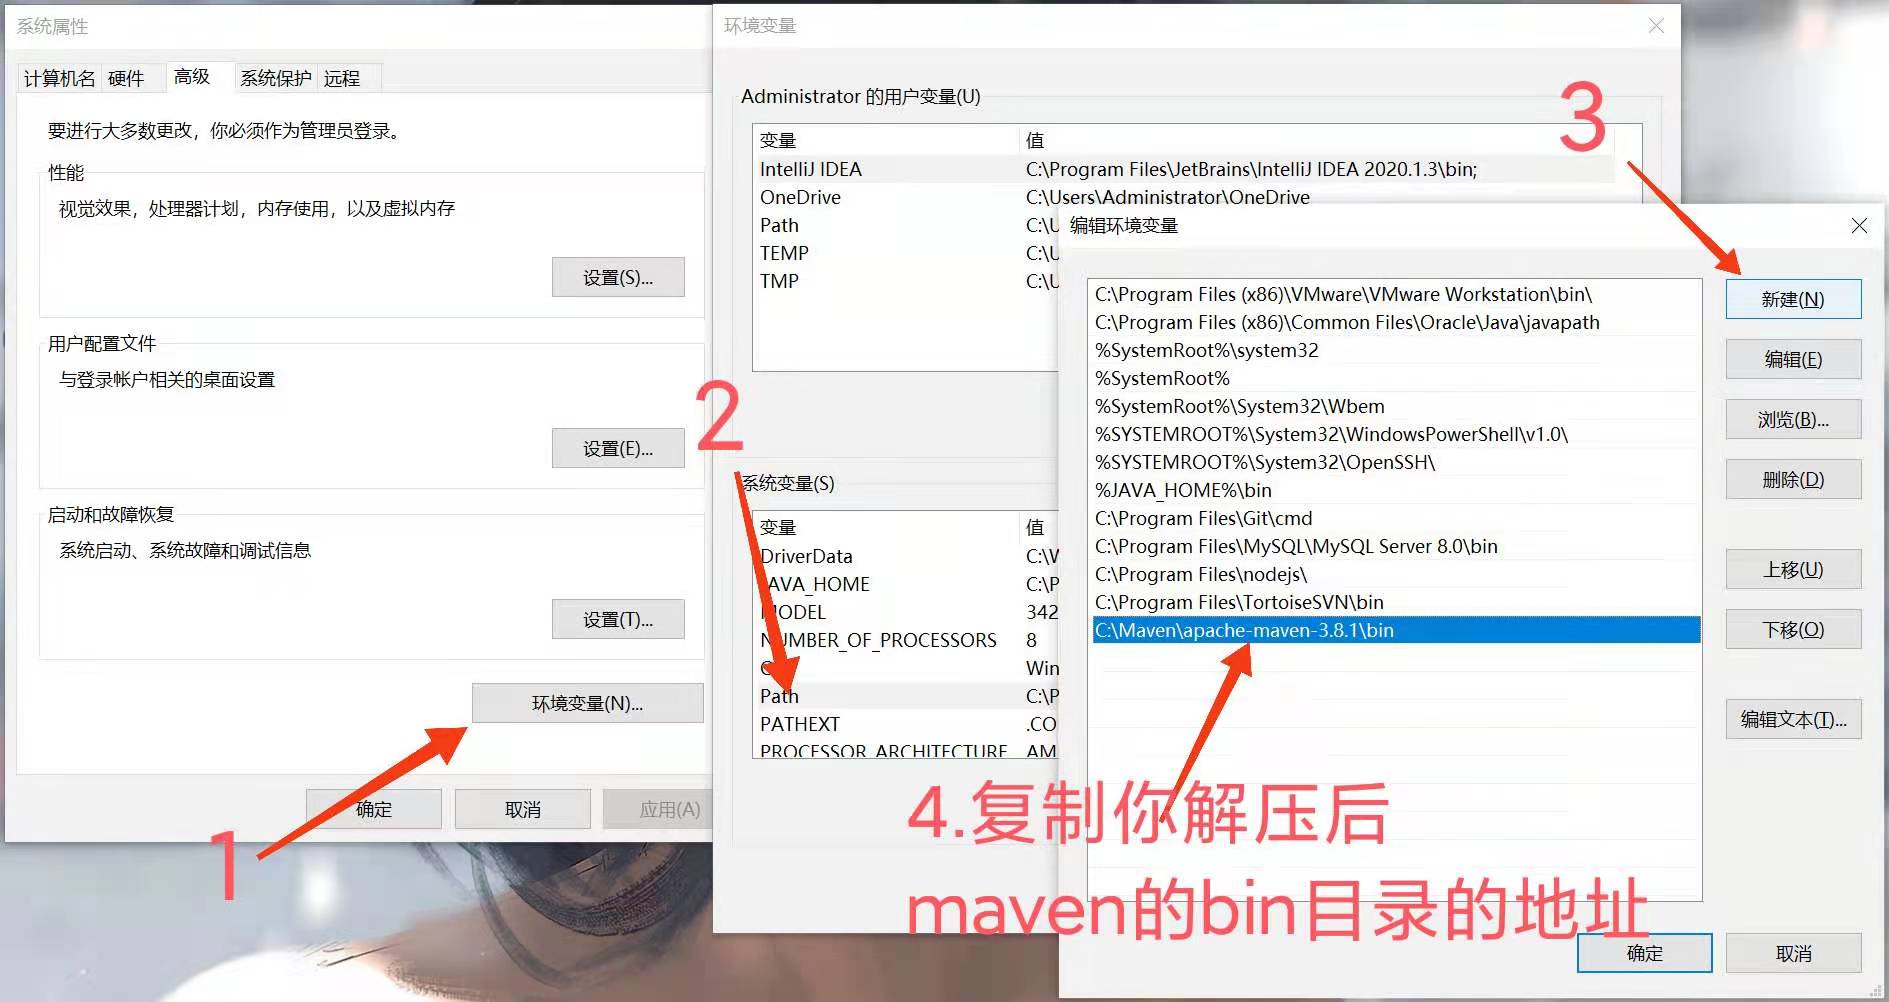 系统属性
计算机名
硬件
高级
系统保护
远程
要进行大多数更改，你必须作为管理员登录。
性能
视觉效果，处理器计划，内存使用，以及虚拟内存
设置(S)...
用户配置文件
与登录帐户相关的桌面设置
设置(E)...
启动和故障恢复
系统启动、系统故障和调试信息
设置(T)...
环境变量(N)...
确定
取消
应用(A)
1
环境变量
Administrator 的用户变量(U)
变量 值
IntelliJ IDEA C:\Program Files\JetBrains\IntelliJ IDEA 2020.1.3\bin;
OneDrive C:\Users\Administrator\OneDrive
Path C:\U
TEMP C:\U
TMP C:\U
2
系统变量(S)
变量 值
DriverData C:\W
JAVA_HOME C:\P
MODEL 342
NUMBER_OF_PROCESSORS 8
Win
Path C:\P
PATHEXT .CO
PROCESSOR_ARCHITECTURE AM
3
编辑环境变量
C:\Program Files (x86)\VMware\VMware Workstation\bin\
C:\Program Files (x86)\Common Files\Oracle\Java\javapath
%SystemRoot%\system32
%SystemRoot%
%SystemRoot%\System32\Wbem
%SYSTEMROOT%\System32\WindowsPowerShell\v1.0\
%SYSTEMROOT%\System32\OpenSSH\
%JAVA_HOME%\bin
C:\Program Files\Git\cmd
C:\Program Files\MySQL\MySQL Server 8.0\bin
C:\Program Files\nodejs\
C:\Program Files\TortoiseSVN\bin
C:\Maven\apache-maven-3.8.1\bin
新建(N)
编辑(E)
浏览(B)...
删除(D)
上移(U)
下移(O)
编辑文本(T)...
4.复制你解压后
maven的bin目录的地址
确定
取消